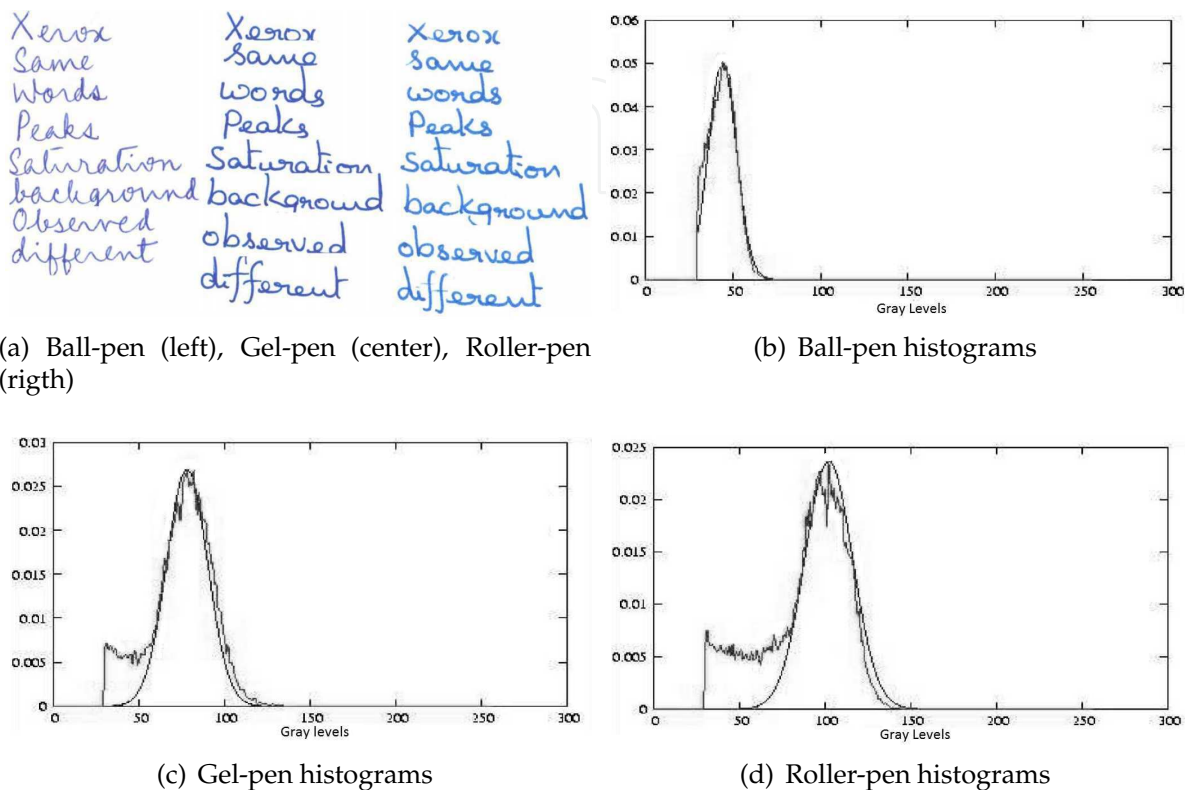 Xerox
Same
Words
Peaks
Saturation
background
Observed
different
Xerox
same
words
Peaks
Saturation
background
observed
different
Xerox
same
words
Peaks
saturation
background
observed
different
(a) Ball-pen (left), Gel-pen (center), Roller-pen
(rigth)
0.06
0.05
0.04
0.03
0.02
0.01
0
0 50 100 150 200 250 300
Gray Levels
(b) Ball-pen histograms
0.03
0.025
0.02
0.015
0.01
0.005
0
0 50 100 150 200 250 300
Gray levels
(c) Gel-pen histograms
0.025
0.02
0.015
0.01
0.005
0
0 50 100 150 200 250 300
Gray Levels
(d) Roller-pen histograms